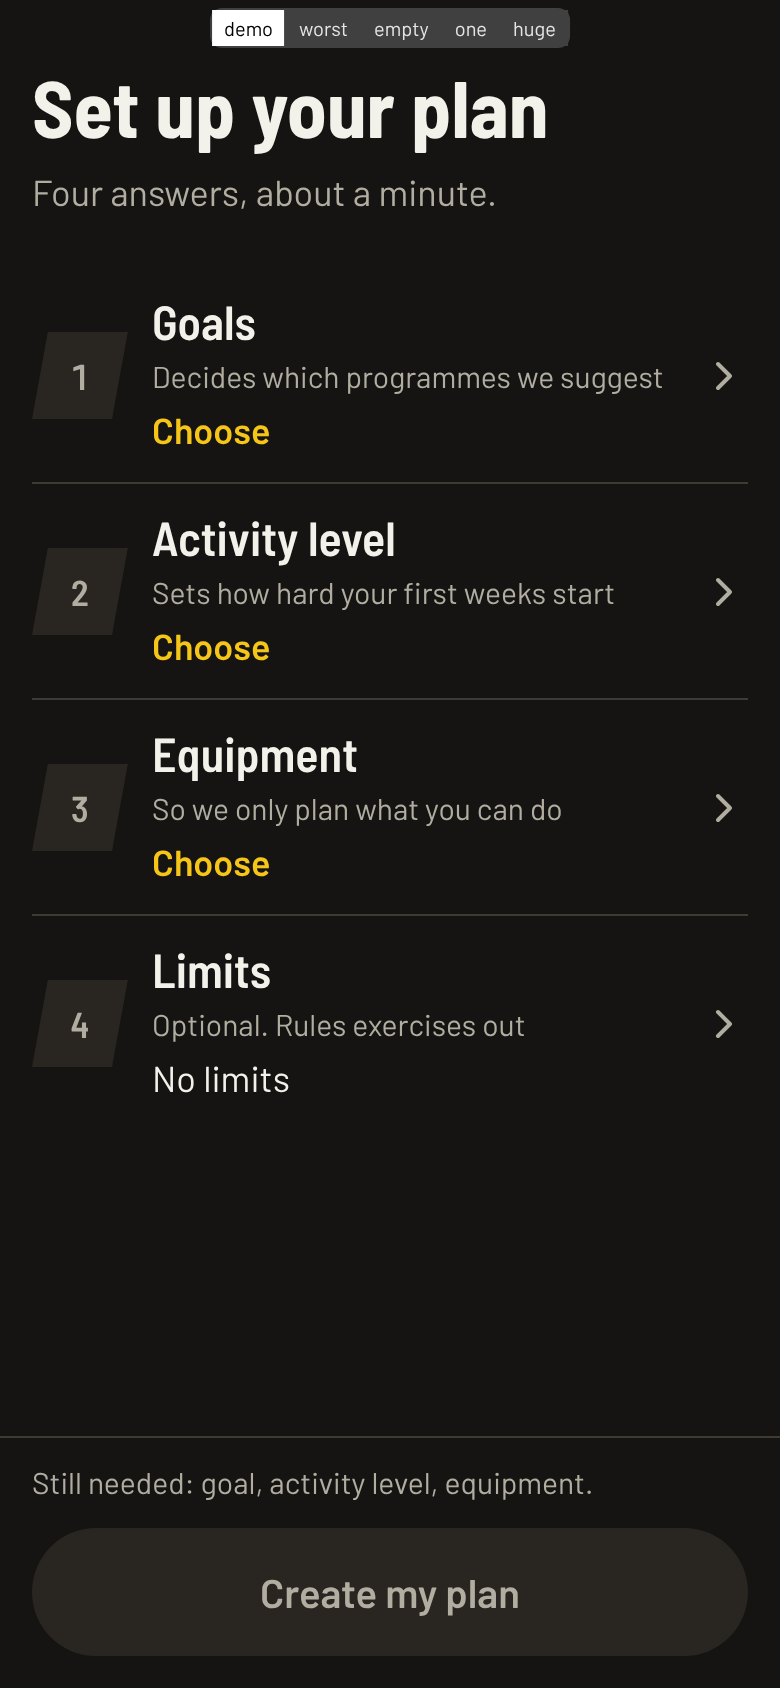 demo worst empty one huge
Set up your plan
Four answers, about a minute.
Goals
1
Decides which programmes we suggest
Choose
Activity level
2
Sets how hard your first weeks start
Choose
Equipment
3
So we only plan what you can do
Choose
Limits
4
Optional. Rules exercises out
No limits
Still needed: goal, activity level, equipment.
Create my plan